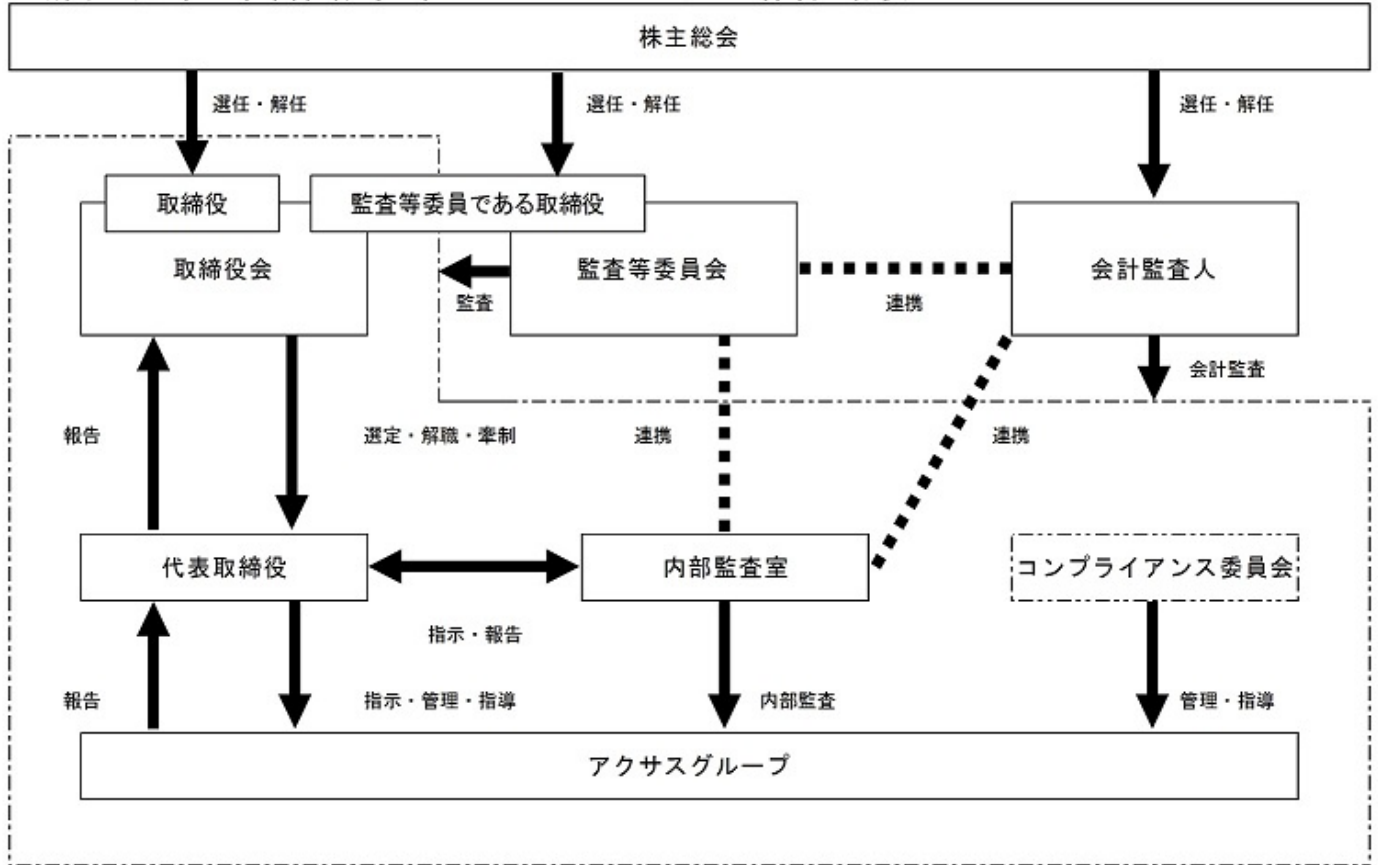 株主総会
選任・解任
選任・解任
選任・解任
取締役
監査等委員である取締役
取締役会
監査等委員会
会計監査人
監査
連携
会計監査
報告
選定・解職・牽制
連携
連携
代表取締役
内部監査室
コンプライアンス委員会
指示・報告
報告
指示・管理・指導
内部監査
管理・指導
アクサスグループ